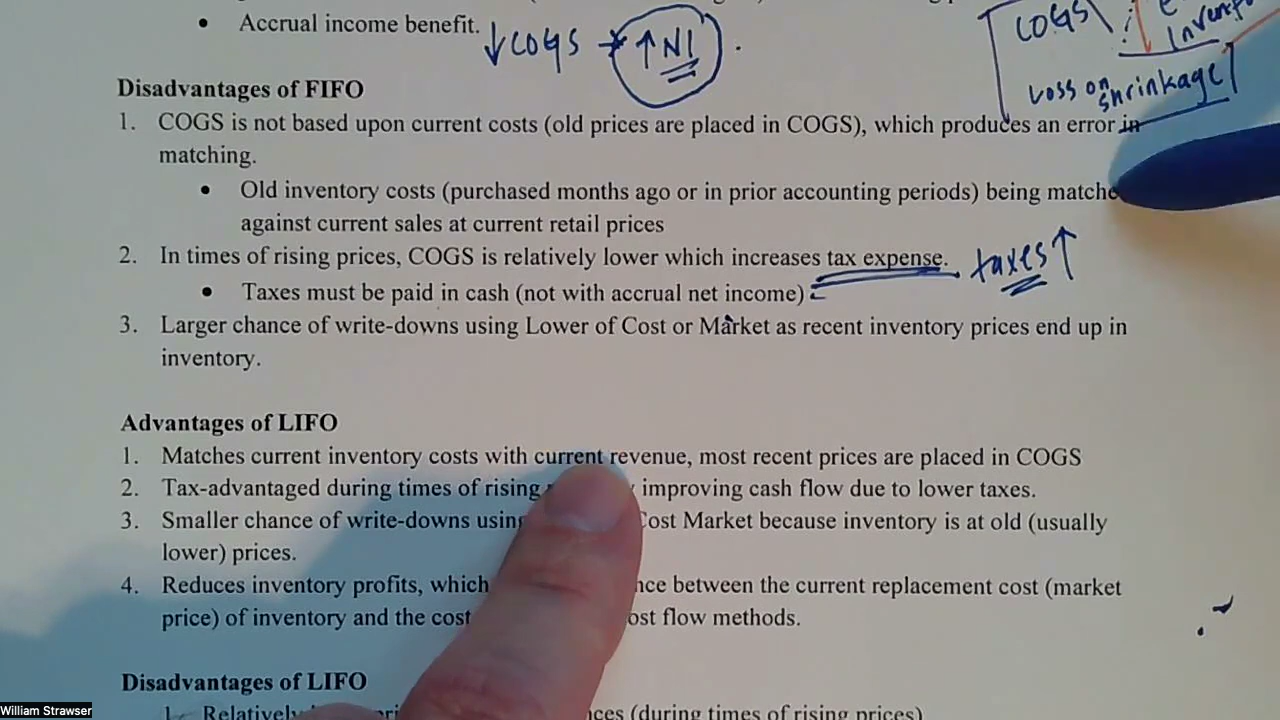 • Accrual income benefit. ↓COGS → ↑NI.
COGS
Loss on shrinkage
Disadvantages of FIFO
1. COGS is not based upon current costs (old prices are placed in COGS), which produces an error in
matching.
• Old inventory costs (purchased months ago or in prior accounting periods) being matche
against current sales at current retail prices
2. In times of rising prices, COGS is relatively lower which increases tax expense. taxes↑
• Taxes must be paid in cash (not with accrual net income)
3. Larger chance of write-downs using Lower of Cost or Market as recent inventory prices end up in
inventory.
Advantages of LIFO
1. Matches current inventory costs with current revenue, most recent prices are placed in COGS
2. Tax-advantaged during times of rising improving cash flow due to lower taxes.
3. Smaller chance of write-downs using Cost Market because inventory is at old (usually
lower) prices.
4. Reduces inventory profits, which between the current replacement cost (market
price) of inventory and the cost flow methods.
Disadvantages of LIFO
1. Relatively (during times of rising prices)
William Strawser